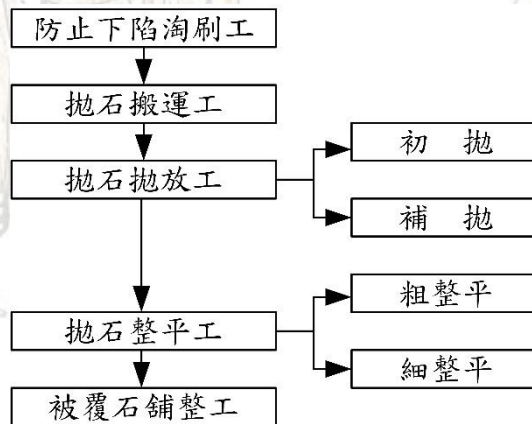 防止下陷淘刷工
拋石搬運工
拋石拋放工
初 拋
補 拋
拋石整平工
粗整平
細整平
被覆石舖整工